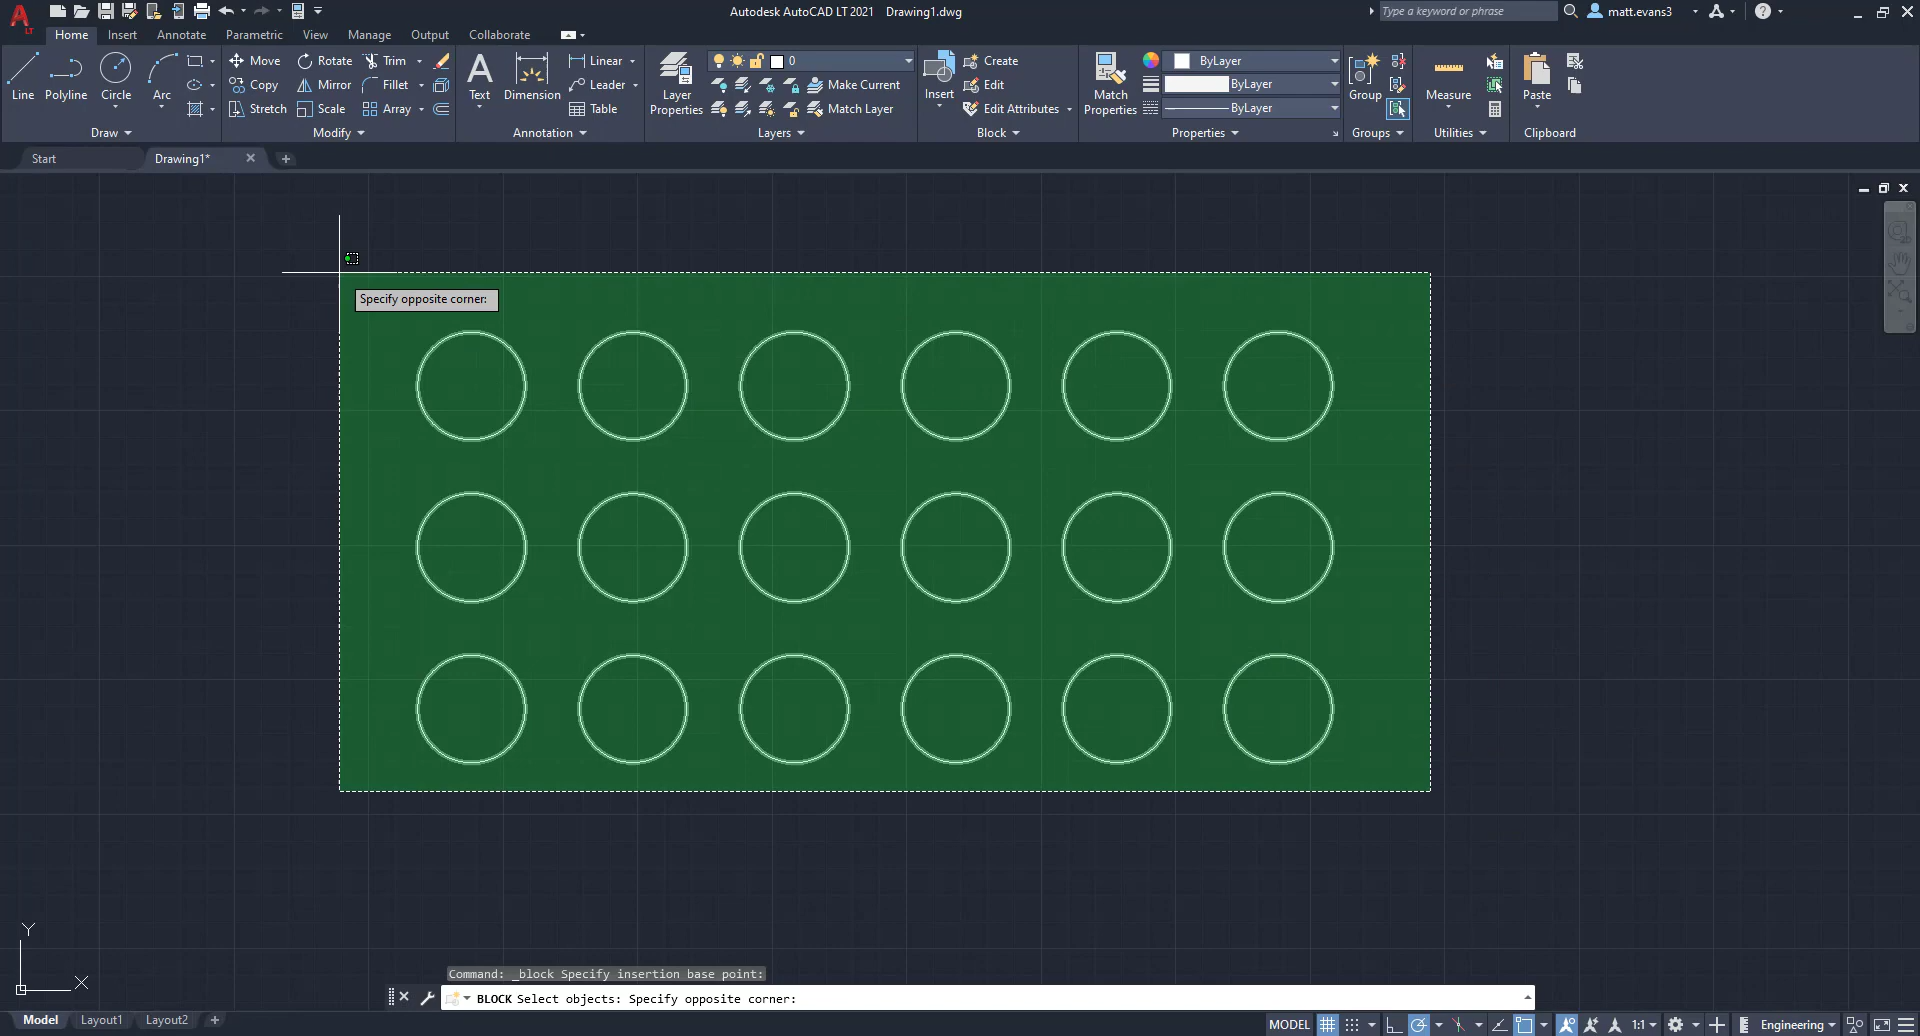 Autodesk AutoCAD LT 2021 Drawing1.dwg
Type a keyword or phrase
matt.evans3
LT
Home Insert Annotate Parametric View Manage Output Collaborate
Line Polyline Circle Arc
Move Rotate Trim
Copy Mirror Fillet
Stretch Scale Array
Text Dimension
Linear
Leader
Table
Layer
Properties
0
Make Current
Match Layer
Insert
Create
Edit
Edit Attributes
Match
Properties
ByLayer
ByLayer
ByLayer
Group
Measure
Paste
Draw Modify Annotation Layers Block Properties Groups Utilities Clipboard
Start Drawing1*
Specify opposite corner:
Y
X
Command: _block Specify insertion base point:
BLOCK Select objects: Specify opposite corner:
Model Layout1 Layout2
MODEL 1:1 Engineering